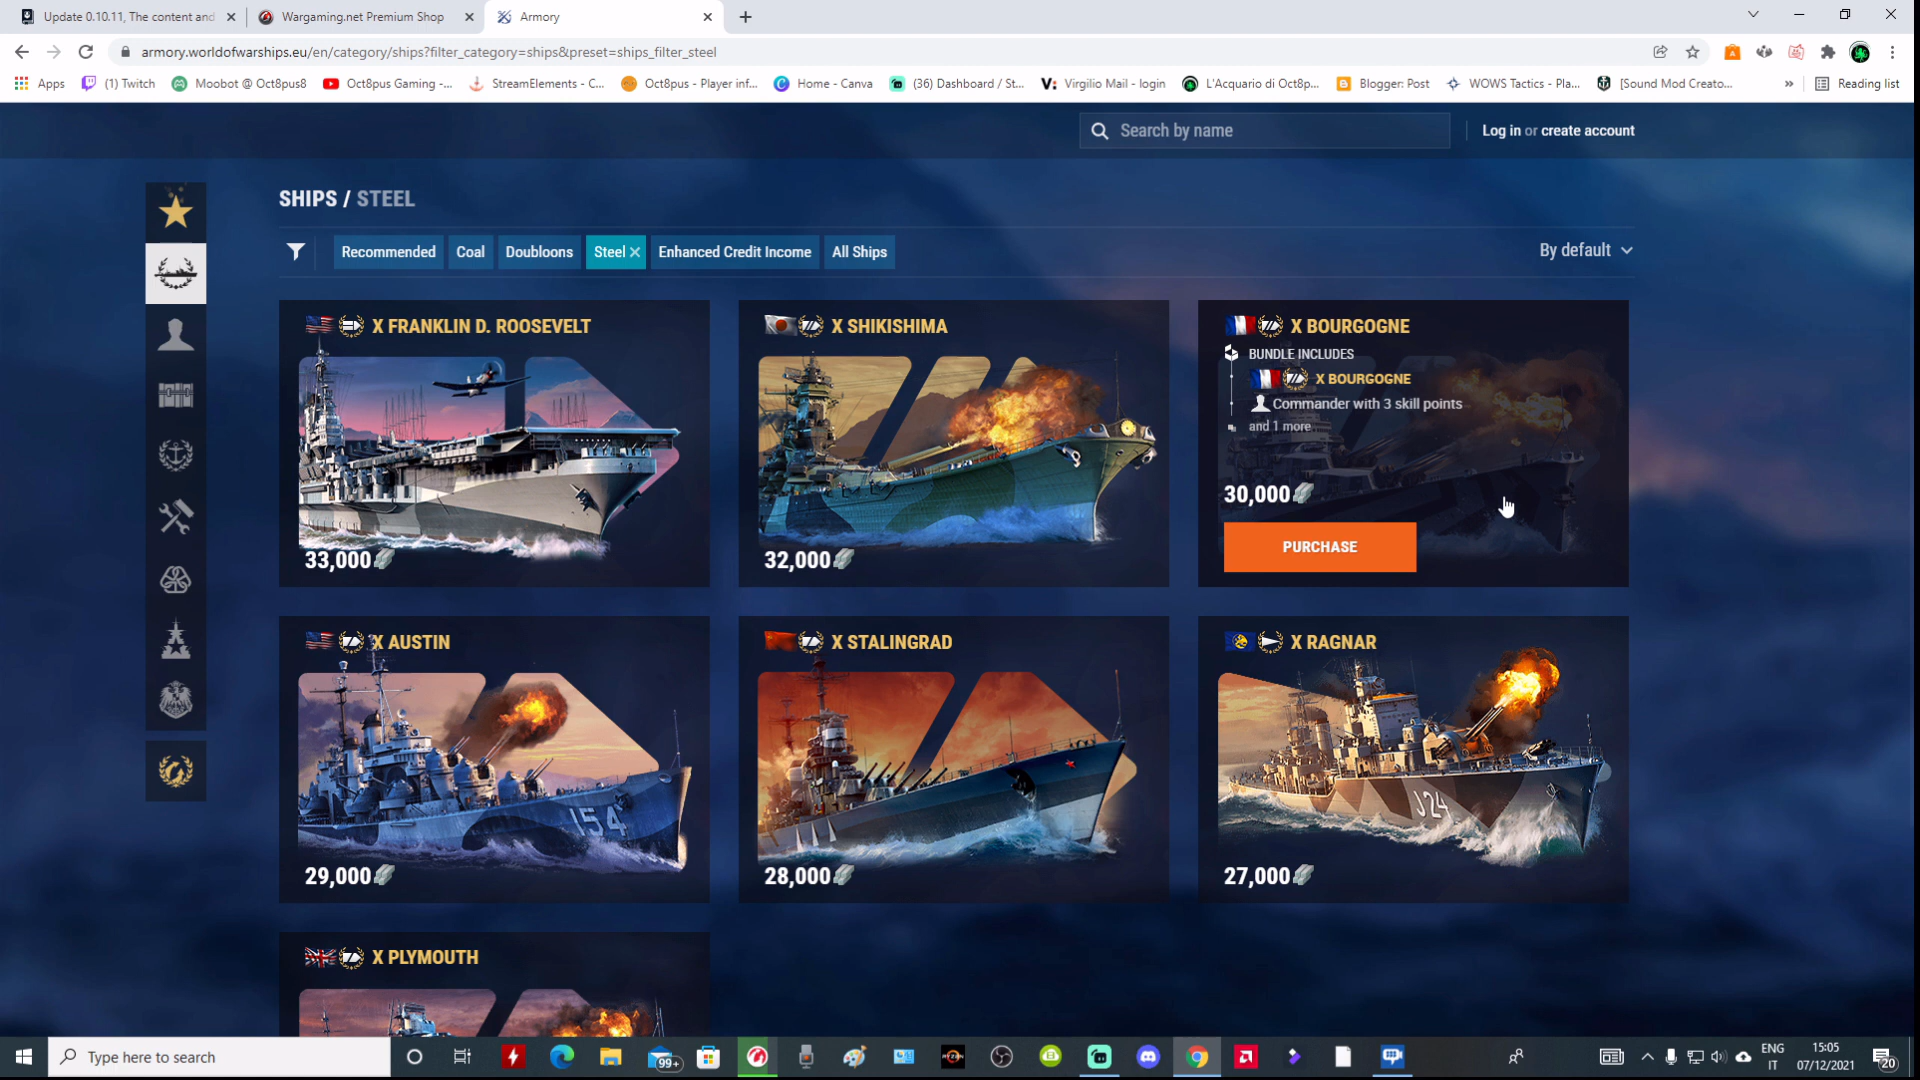 Update 0.10.11, The content and
Wargaming.net Premium Shop
Armory
armory.worldofwarships.eu/en/category/ships?filter_category=ships&preset=ships_filter_steel
Apps
(1) Twitch
Moobot @ Oct8pus8
Oct8pus Gaming -...
StreamElements - C...
Oct8pus - Player inf...
Home - Canva
(36) Dashboard / St...
Virgilio Mail - login
L'Acquario di Oct8p...
Blogger: Post
WOWS Tactics - Pla...
[Sound Mod Creato...
»
Reading list
Search by name
Log in or create account
SHIPS / STEEL
Recommended
Coal
Doubloons
Steel
Enhanced Credit Income
All Ships
By default
X FRANKLIN D. ROOSEVELT
33,000
X SHIKISHIMA
32,000
X BOURGOGNE
BUNDLE INCLUDES
X BOURGOGNE
Commander with 3 skill points
and 1 more
30,000
PURCHASE
X AUSTIN
154
29,000
X STALINGRAD
28,000
X RAGNAR
J24
27,000
X PLYMOUTH
Type here to search
99+
RYZEN
ENG
IT
15:05
07/12/2021
20